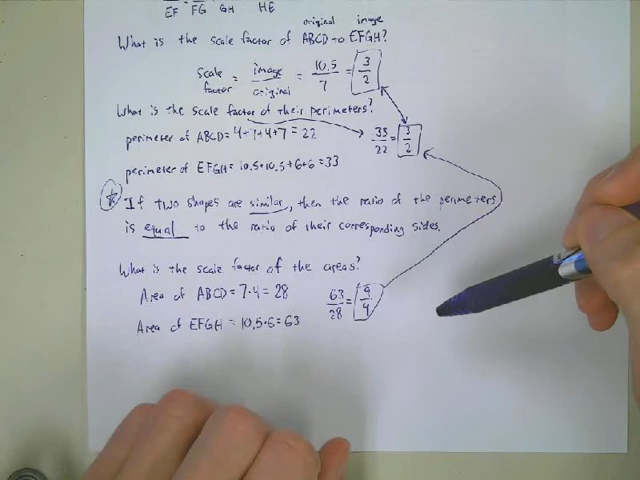 EF FG GH HE
original image
What is the scale factor of ABCD to EFGH?
scale factor = image/original = 10.5/7 = 3/2
What is the scale factor of their perimeters?
perimeter of ABCD = 4+7+4+7 = 22 33/22 = 3/2
perimeter of EFGH = 10.5+10.5+6+6 = 33
If two shapes are similar, then the ratio of the perimeters
is equal to the ratio of their corresponding sides.
What is the scale factor of the areas?
Area of ABCD = 7·4 = 28 63/28 = 9/4
Area of EFGH = 10.5·6 = 63